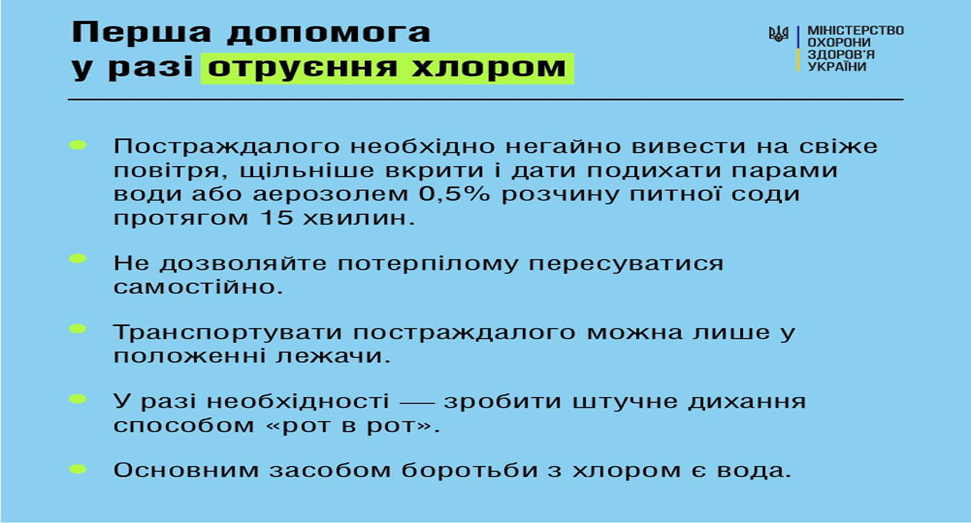 Перша допомога
у разі отруєння хлором
МІНІСТЕРСТВО
ОХОРОНИ
ЗДОРОВ'Я
УКРАЇНИ
Постраждалого необхідно негайно вивести на свіже
повітря, щільніше вкрити і дати подихати парами
води або аерозолем 0,5% розчину питної соди
протягом 15 хвилин.
Не дозволяйте потерпілому пересуватися
самостійно.
Транспортувати постраждалого можна лише у
положенні лежачи.
У разі необхідності — зробити штучне дихання
способом «рот в рот».
Основним засобом боротьби з хлором є вода.